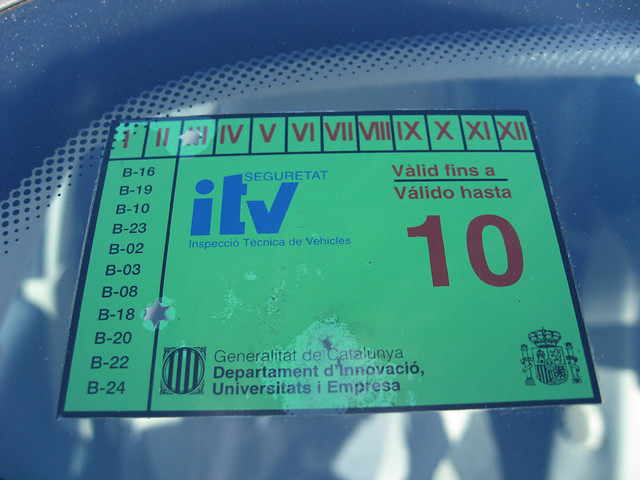 I II III IV V VI VII VIII IX X XI XII
B-16
B-19
B-10
B-23
B-02
B-03
B-08
B-18
B-20
B-22
B-24
SEGURETAT
itv
Inspecció Tècnica de Vehicles
Vàlid fins a
Válido hasta
10
Generalitat de Catalunya
Departament d'Innovació,
Universitats i Empresa